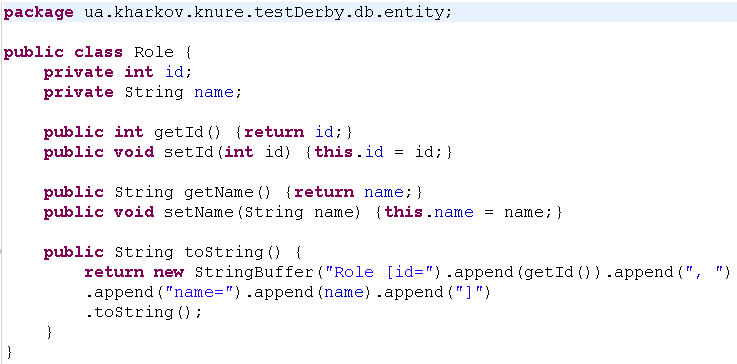 package ua.kharkov.knure.testDerby.db.entity;
public class Role {
private int id;
private String name;
public int getId() {return id;}
public void setId(int id) {this.id = id;}
public String getName() {return name;}
public void setName(String name) {this.name = name;}
public String toString() {
return new StringBuffer("Role [id=").append(getId()).append(", ")
.append("name=").append(name).append("]")
.toString();
}
}